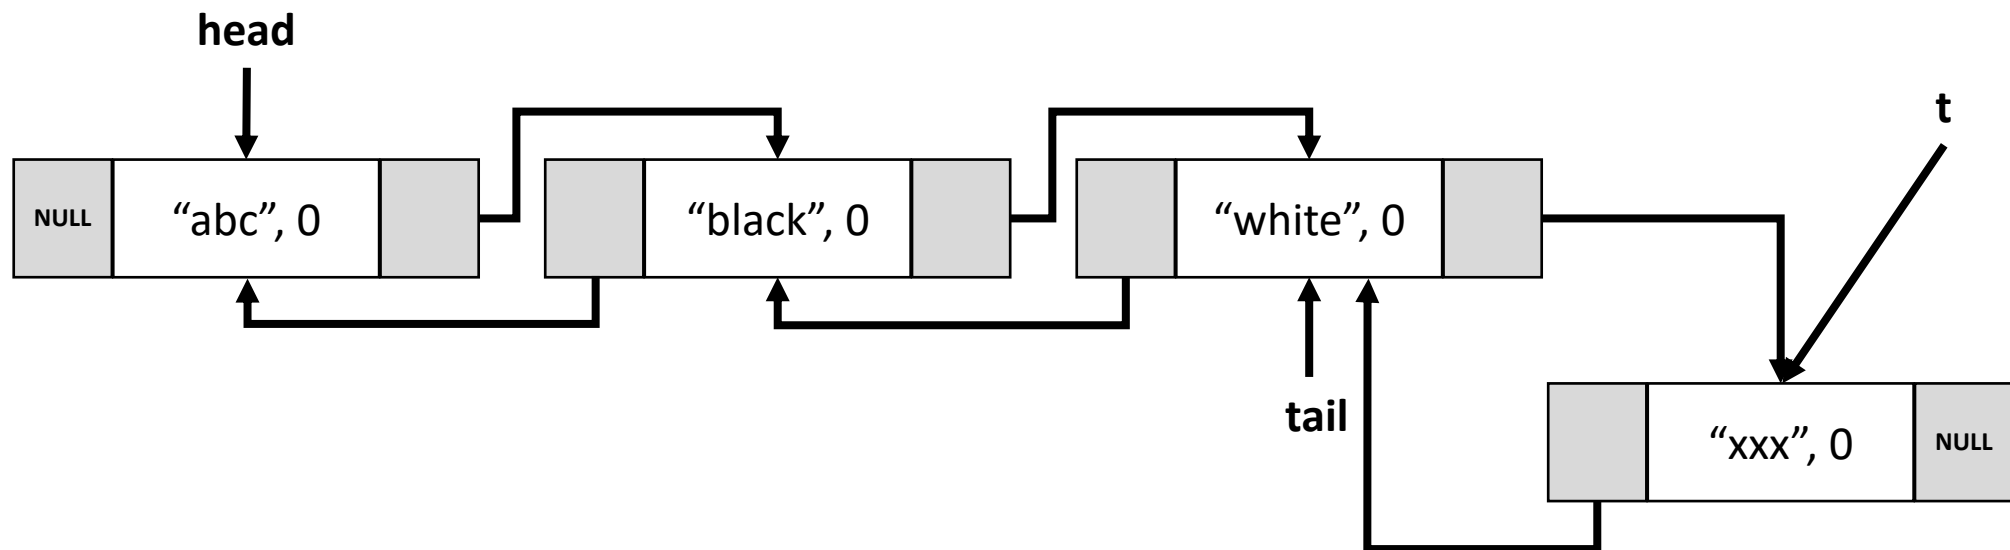 head
t
NULL
“abc”, 0
“black”, 0
“white”, 0
tail
“xxx”, 0
NULL